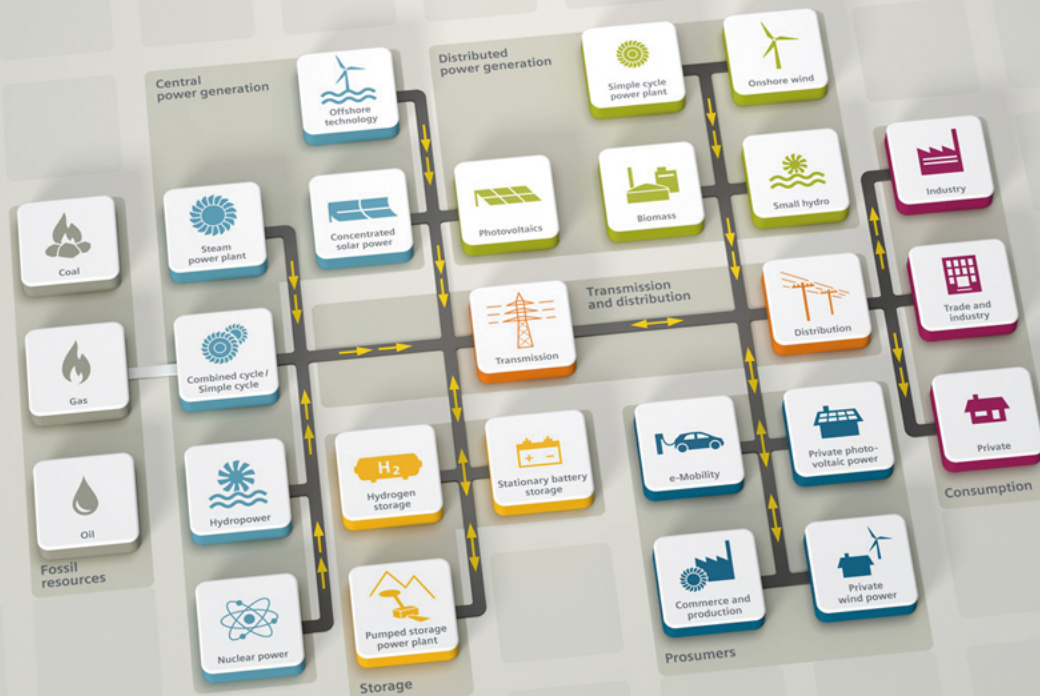 Central
power generation
Distributed
power generation
Offshore
technology
Simple cycle
power plant
Onshore wind
Coal
Steam
power plant
Concentrated
solar power
Photovoltaics
Biomass
Small hydro
Industry
Gas
Combined cycle/
Simple cycle
Transmission
Transmission
and distribution
Distribution
Trade and
industry
Oil
Hydropower
H2
Hydrogen
storage
Stationary battery
storage
e-Mobility
Private photo-
voltaic power
Private
Consumption
Fossil
resources
Nuclear power
Pumped storage
power plant
Storage
Commerce and
production
Private
wind power
Prosumers